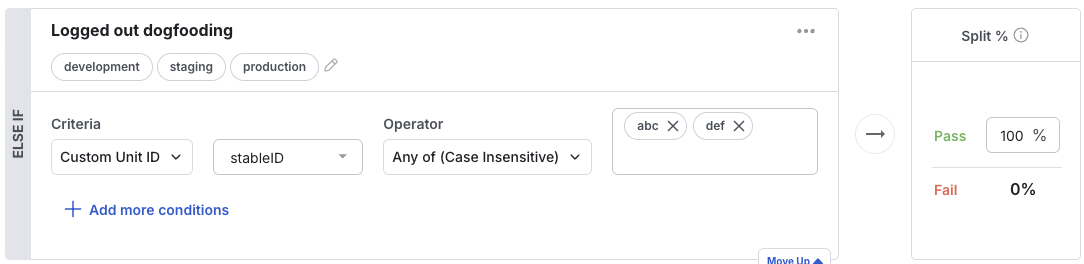 Logged out dogfooding
development staging production
ELSE IF
Criteria
Custom Unit ID
stableID
Operator
Any of (Case Insensitive)
abc
def
Add more conditions
Move Up
Split %
Pass 100 %
Fail 0%